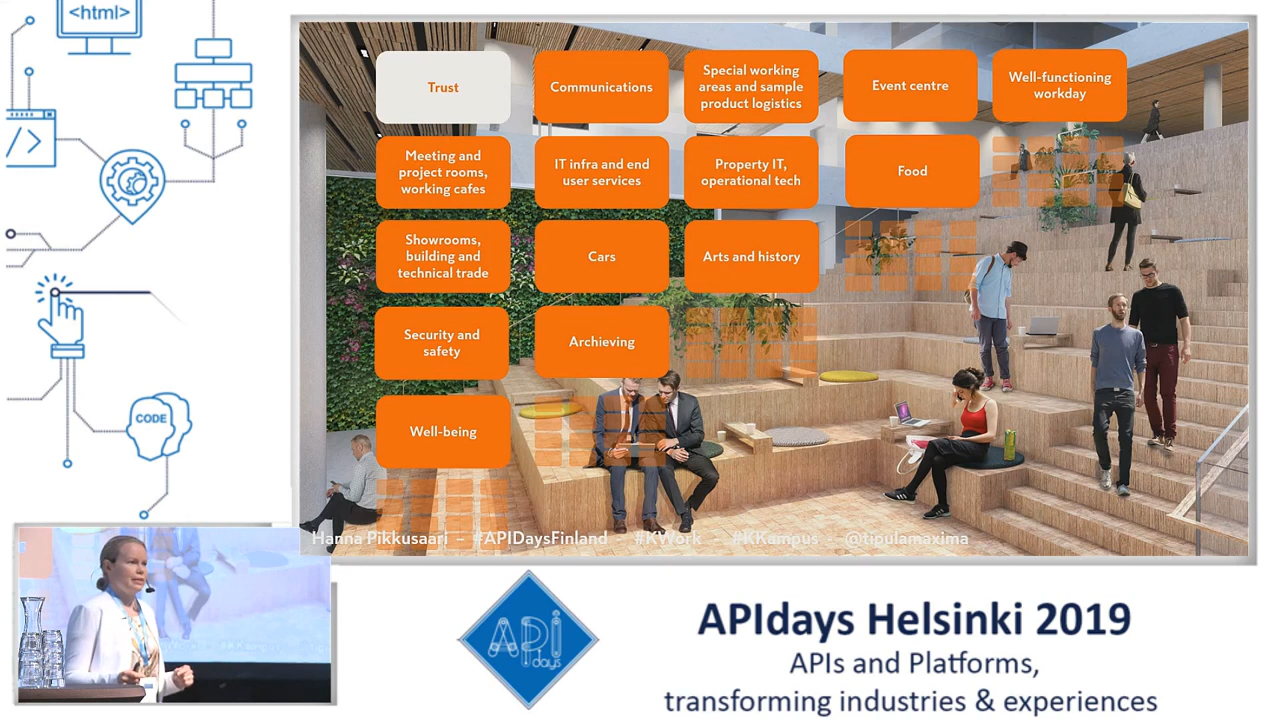 <html>
</>
CODE
Trust
Communications
Special working
areas and sample
product logistics
Event centre
Well-functioning
workday
Meeting and
project rooms,
working cafes
IT infra and end
user services
Property IT,
operational tech
Food
Showrooms,
building and
technical trade
Cars
Arts and history
Security and
safety
Archieving
Well-being
Hanna Pikkusaari – #APIDaysFinland - #KWork - #KKampus - @tipulamaxima
API
days
APIdays Helsinki 2019
APIs and Platforms,
transforming industries & experiences